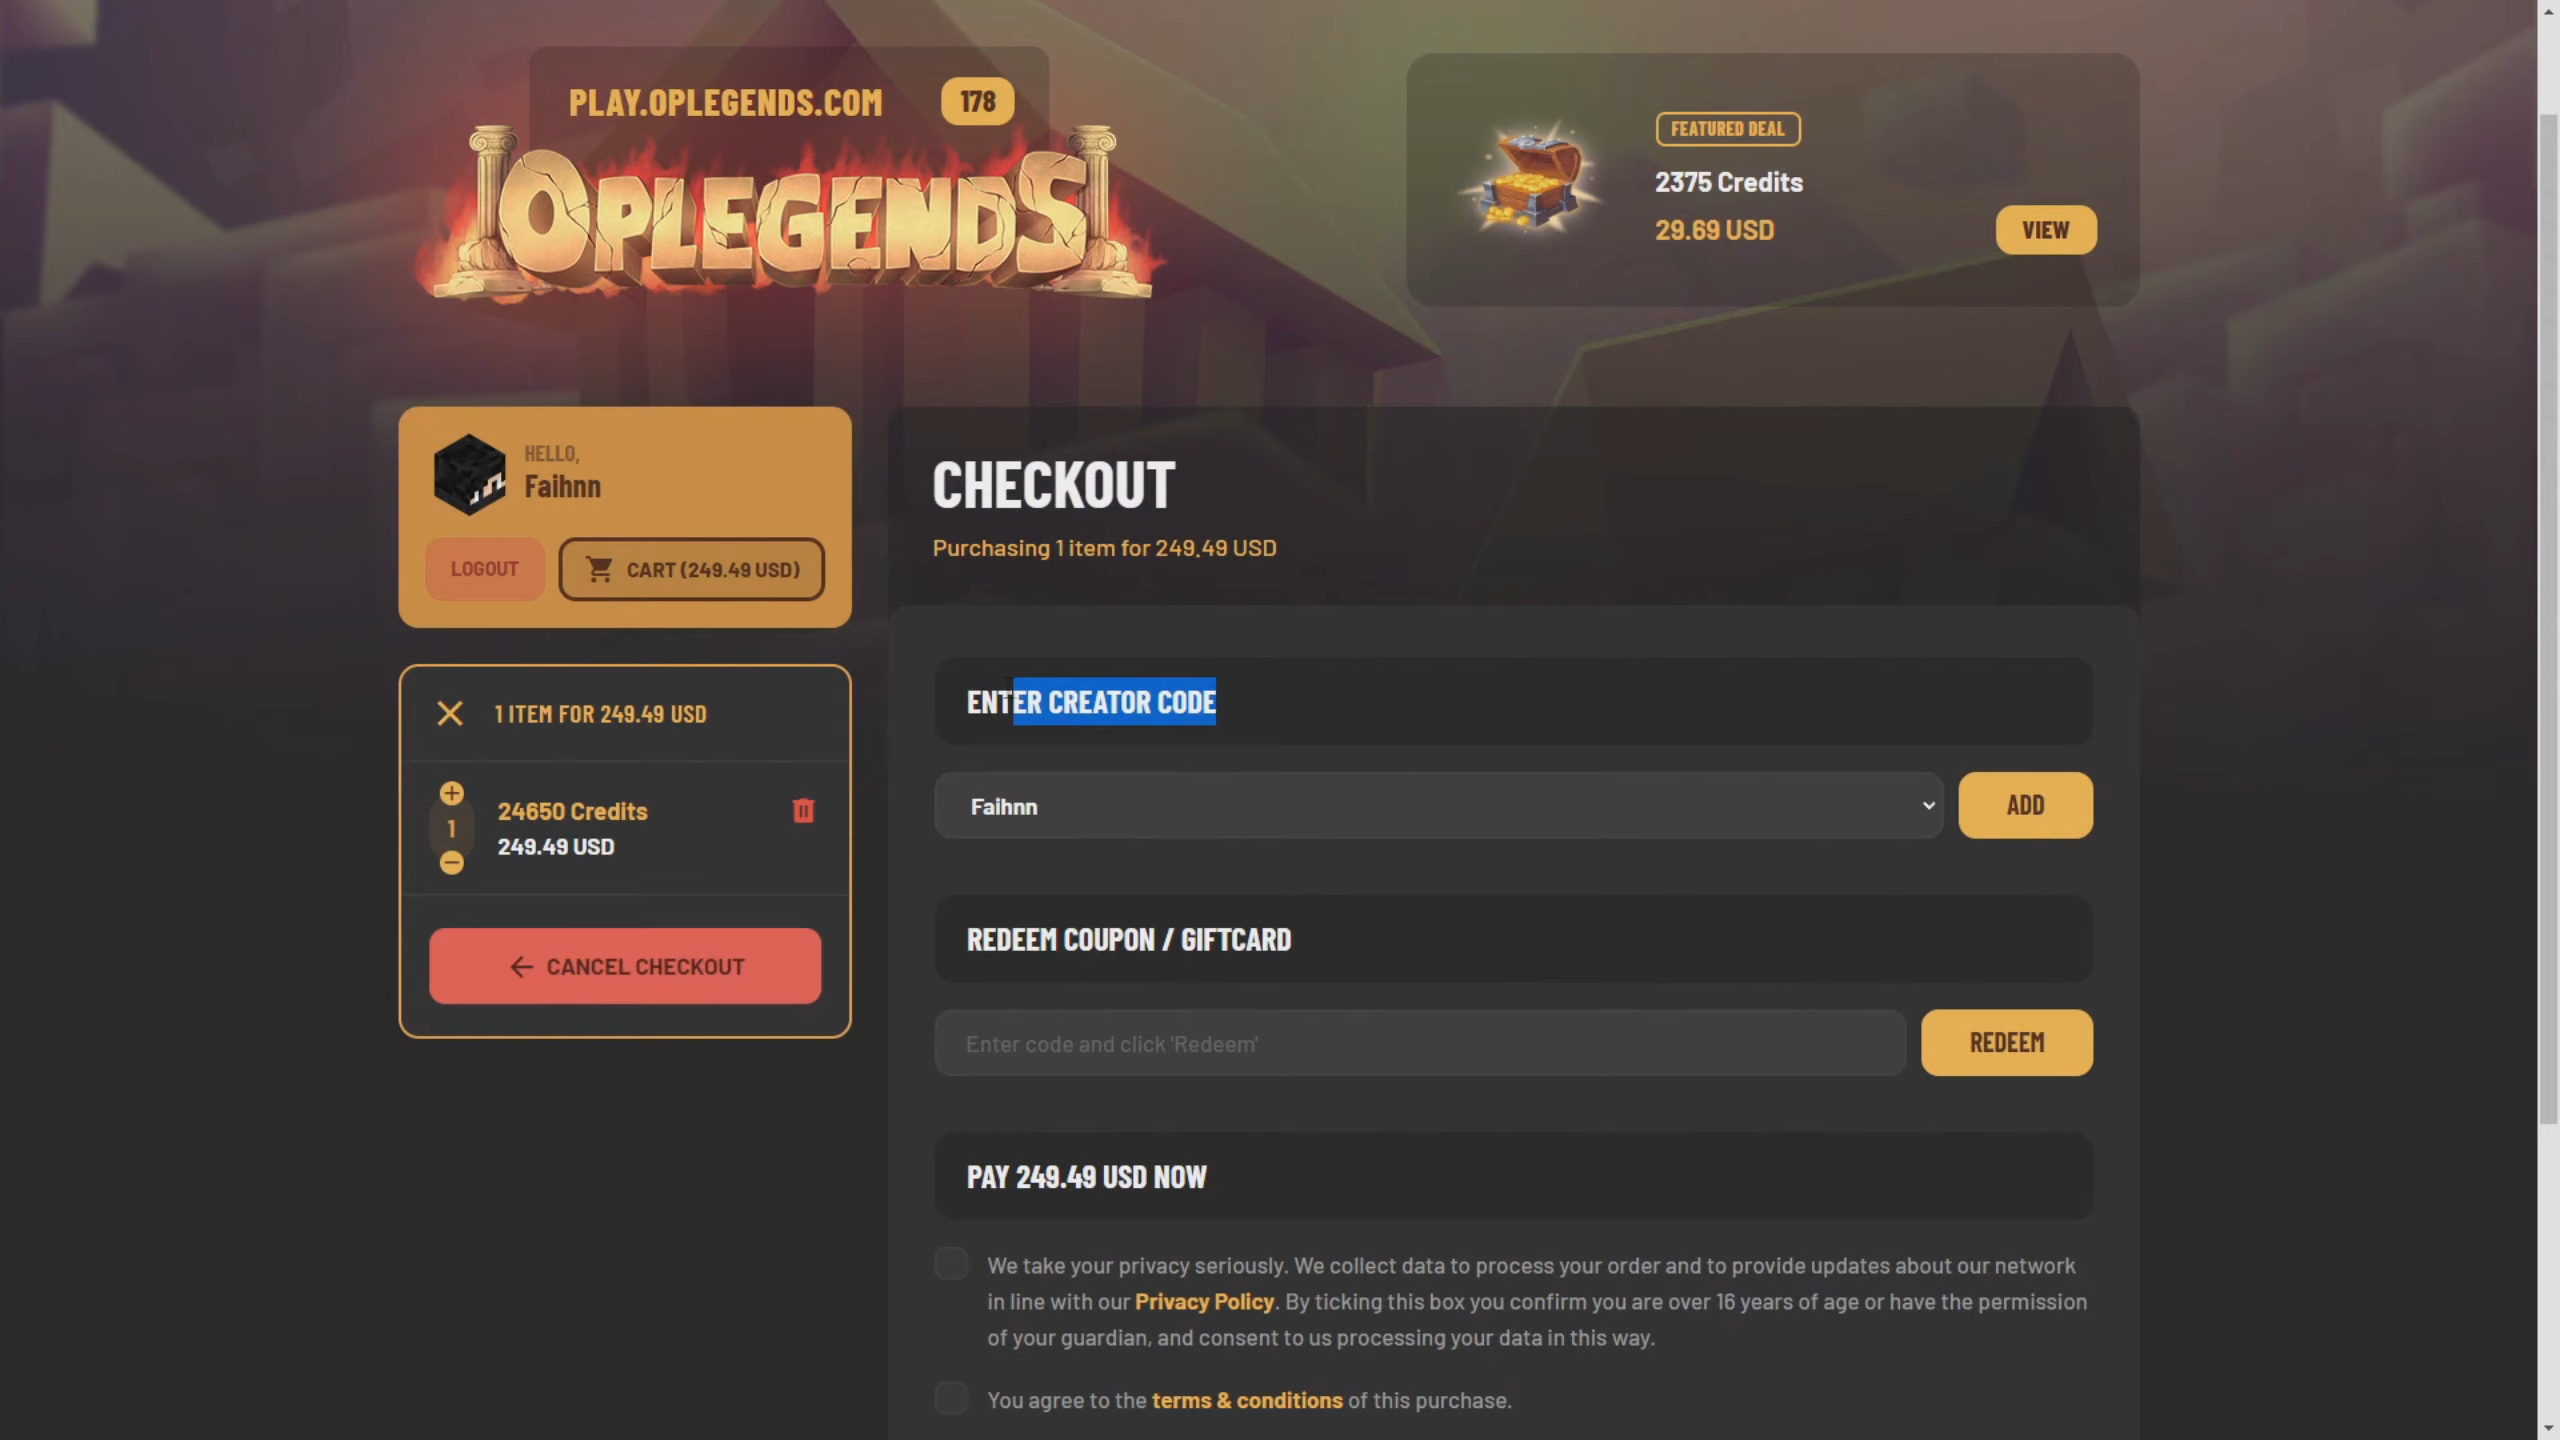 PLAY.OPLEGENDS.COM
178
OPLEGENDS
FEATURED DEAL
2375 Credits
29.69 USD
VIEW
HELLO,
Faihnn
LOGOUT
CART (249.49 USD)
1 ITEM FOR 249.49 USD
1
24650 Credits
249.49 USD
CANCEL CHECKOUT
CHECKOUT
Purchasing 1 item for 249.49 USD
ENTER CREATOR CODE
Faihnn
ADD
REDEEM COUPON / GIFTCARD
Enter code and click 'Redeem'
REDEEM
PAY 249.49 USD NOW
We take your privacy seriously. We collect data to process your order and to provide updates about our network
in line with our Privacy Policy. By ticking this box you confirm you are over 16 years of age or have the permission
of your guardian, and consent to us processing your data in this way.
You agree to the terms & conditions of this purchase.